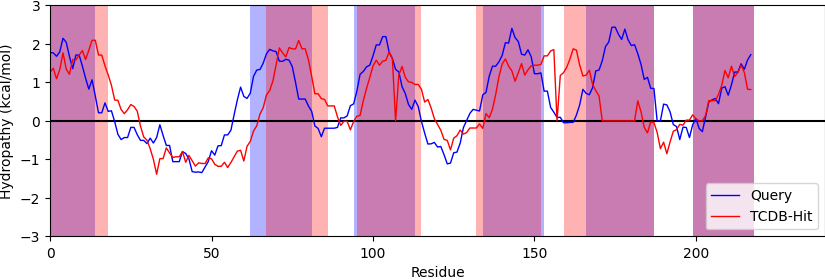 3
2
1
0
−1
−2
−3
Hydropathy (kcal/mol)
0 50 100 150 200
Residue
Query
TCDB-Hit